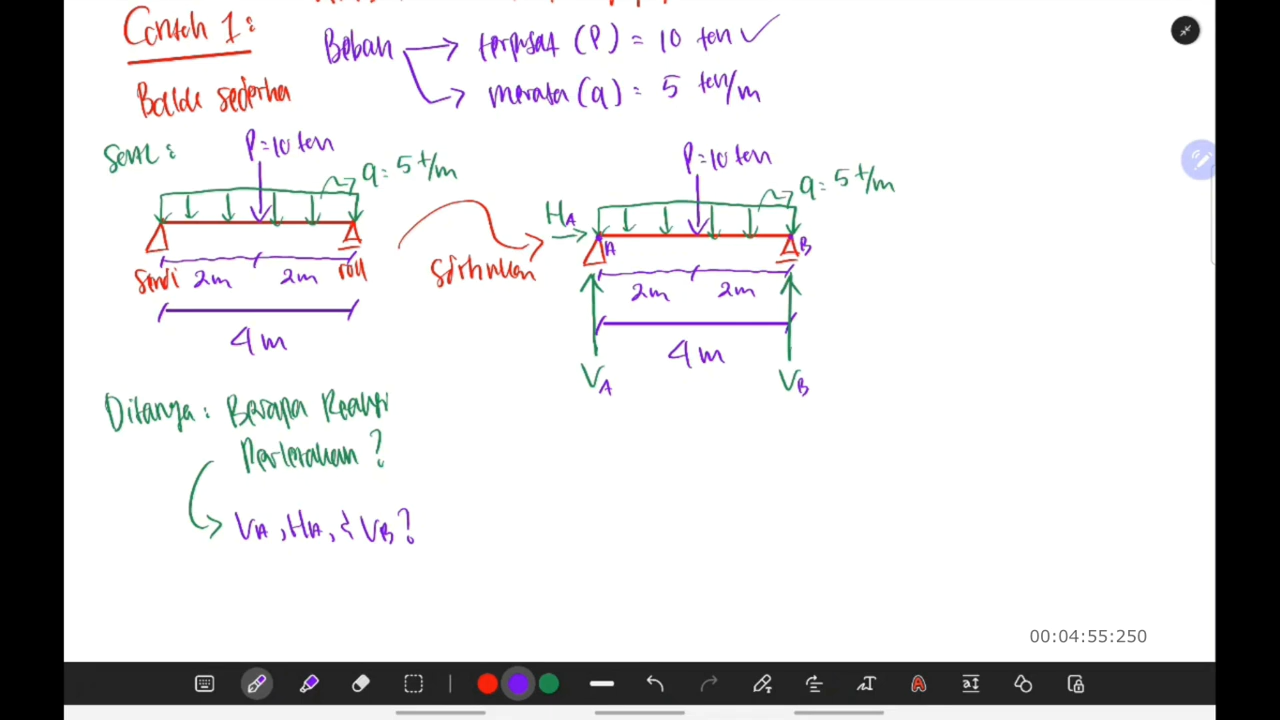 Contoh 1:
Beban → terpusat (P) = 10 ton ✓
→ merata (q) = 5 ton/m
Balok sederhana
Soal:
P=10 ton
q = 5 t/m
Sendi
2m
2m
roll
4 m
P=10 ton
q = 5 t/m
HA
A
B
2m
2m
4 m
VA
VB
Ditanya: Berapa Reaksi
Perletakan?
VA, HA, & VB?
00:04:55:250